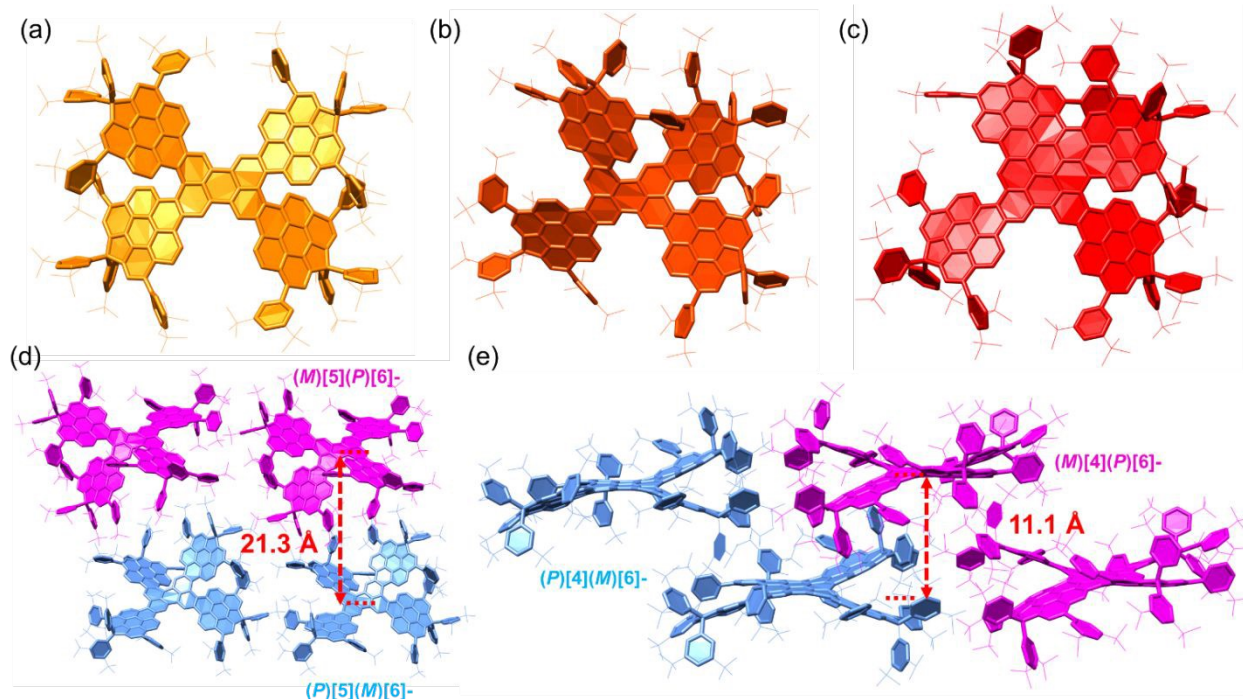 (a)
(b)
(c)
(d)
(M)[5](P)[6]-
21.3 Å
(P)[5](M)[6]-
(e)
(M)[4](P)[6]-
11.1 Å
(P)[4](M)[6]-